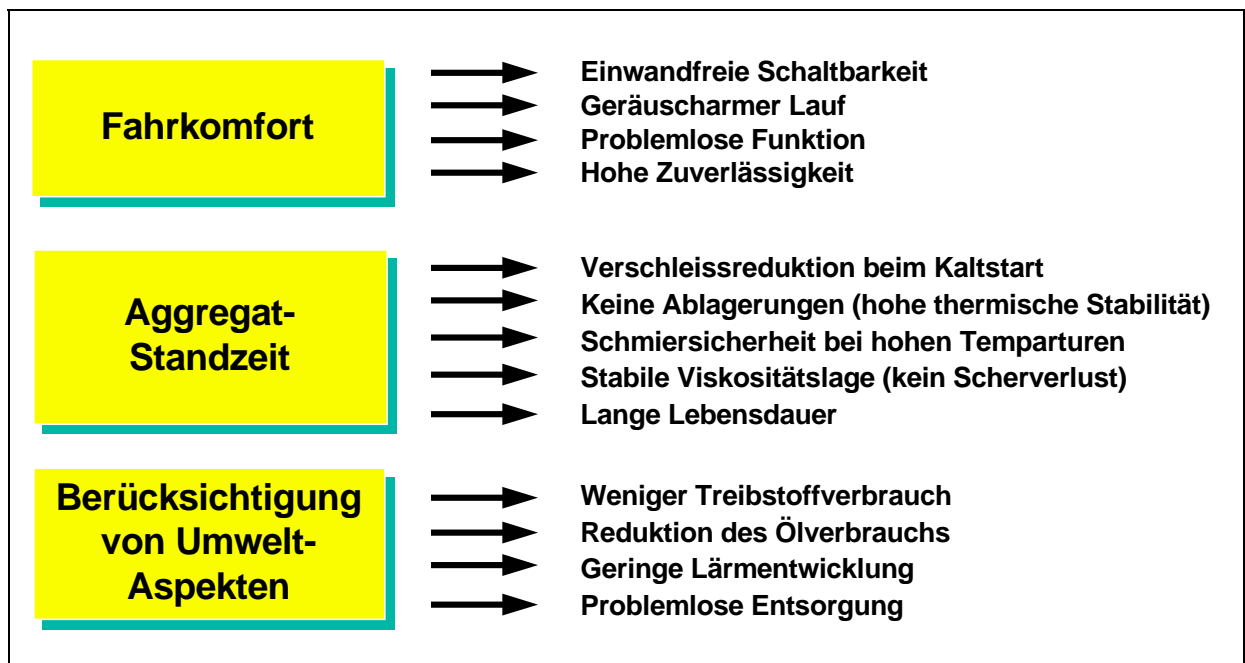 Fahrkomfort
Einwandfreie Schaltbarkeit
Geräuscharmer Lauf
Problemlose Funktion
Hohe Zuverlässigkeit
Aggregat-
Standzeit
Verschleissreduktion beim Kaltstart
Keine Ablagerungen (hohe thermische Stabilität)
Schmiersicherheit bei hohen Temparturen
Stabile Viskositätslage (kein Scherverlust)
Lange Lebensdauer
Berücksichtigung
von Umwelt-
Aspekten
Weniger Treibstoffverbrauch
Reduktion des Ölverbrauchs
Geringe Lärmentwicklung
Problemlose Entsorgung